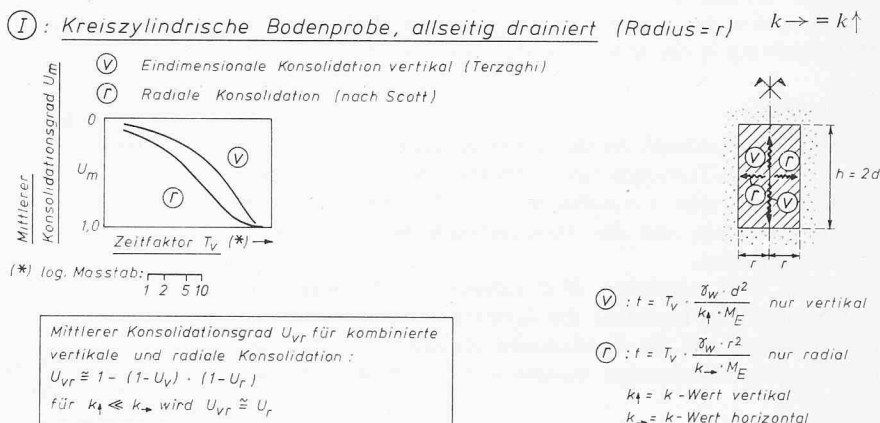 I : Kreiszylindrische Bodenprobe, allseitig drainiert (Radius = r) k→ = k↑
v Eindimensionale Konsolidation vertikal (Terzaghi)
r Radiale Konsolidation (nach Scott)
Mittlerer
Konsolidationsgrad Um
0
Um
1,0
v
r
Zeitfaktor Tv (*) →
(*) log. Masstab:
1 2 5 10
v r
r v
h = 2d
r r
Mittlerer Konsolidationsgrad Uvr für kombinierte
vertikale und radiale Konsolidation :
Uvr ≅ 1 - (1-Uv) · (1-Ur)
für k↑ ≪ k→ wird Uvr ≅ Ur
v : t = Tv · γw · d² / k↑ · ME nur vertikal
r : t = Tv · γw · r² / k→ · ME nur radial
k↑ = k - Wert vertikal
k→ = k - Wert horizontal